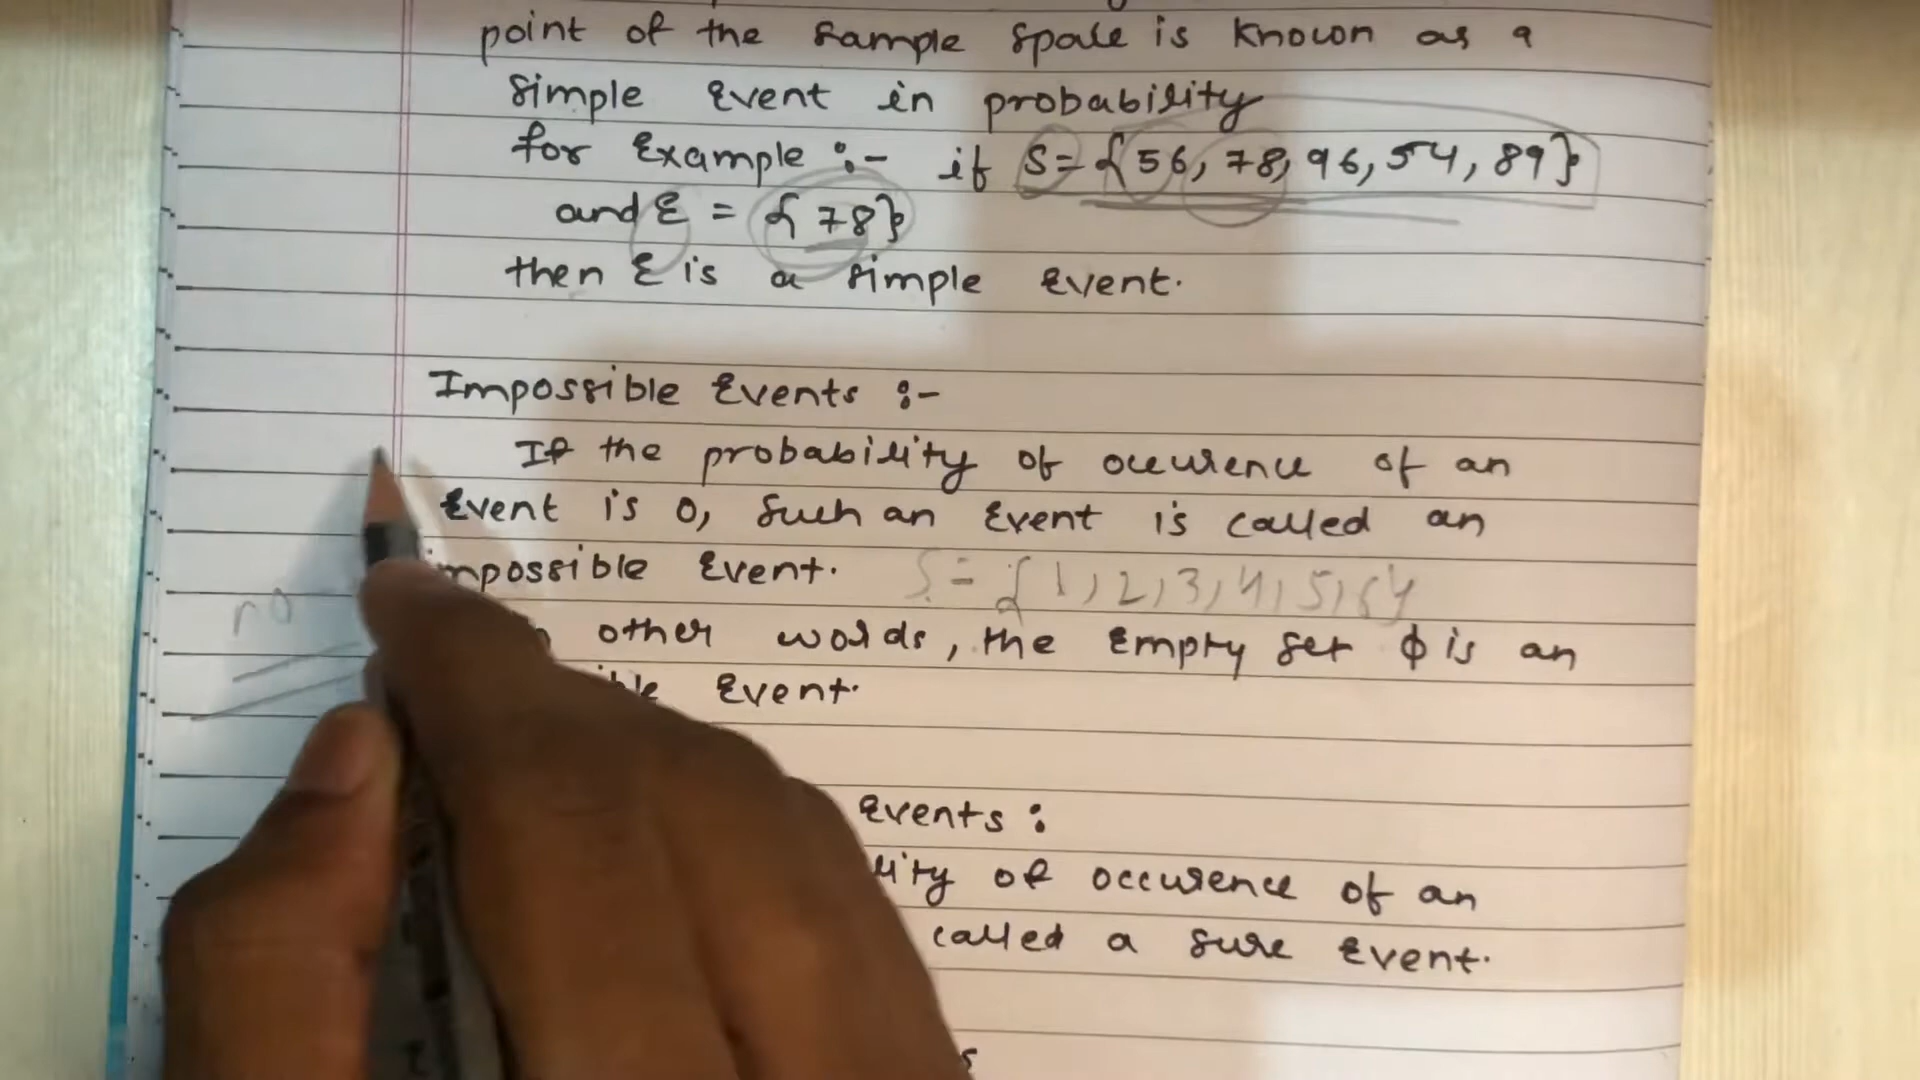 point of the sample space is known as a
simple Event in probability
for Example :- if S = {56, 78, 96, 54, 89}
and E = {78}
then E is a simple Event.
Impossible Events :-
If the probability of occurence of an
Event is 0, such an Event is called an
mpossible Event. S = {1, 2, 3, 4, 5, 6}
other words, the Empty set ϕ is an
ble Event.
Events :
lity of occurence of an
called a sure Event.